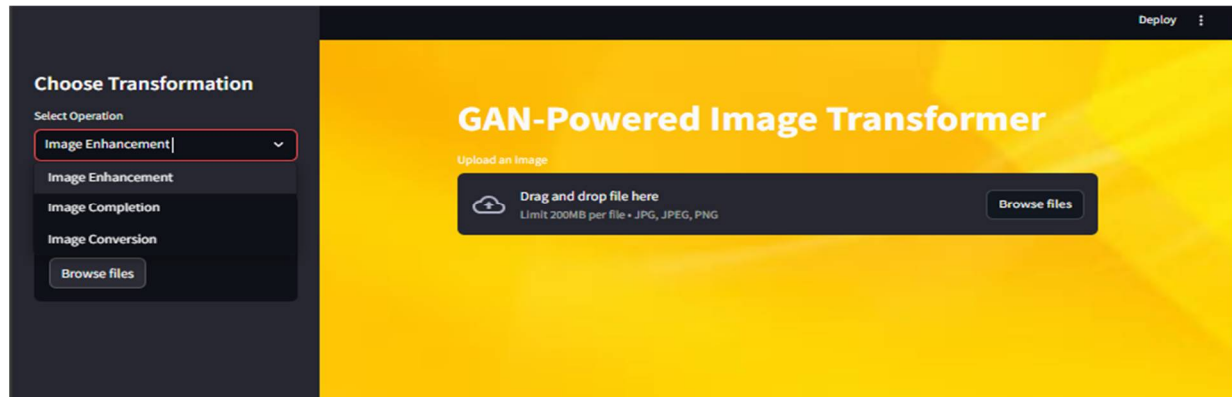 Deploy
Choose Transformation
Select Operation
Image Enhancement
Image Enhancement
Image Completion
Image Conversion
Browse files
GAN-Powered Image Transformer
Upload an image
Drag and drop file here
Limit 200MB per file • JPG, JPEG, PNG
Browse files